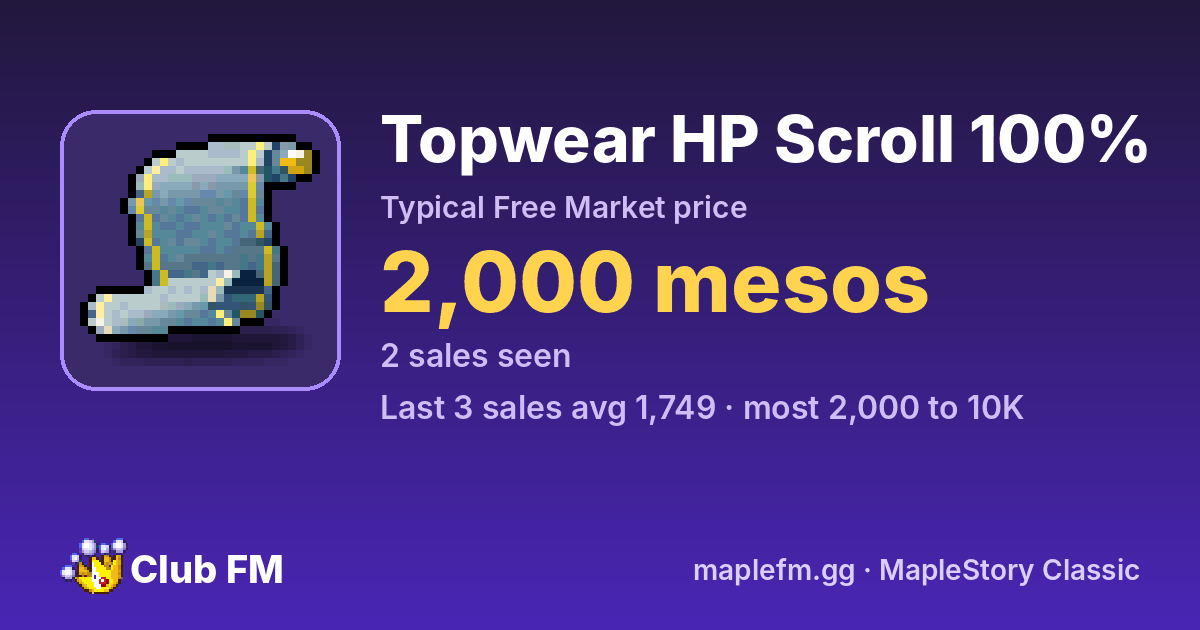 Topwear HP Scroll 100%
Typical Free Market price
2,000 mesos
2 sales seen
Last 3 sales avg 1,749 · most 2,000 to 10K
Club FM
maplefm.gg · MapleStory Classic